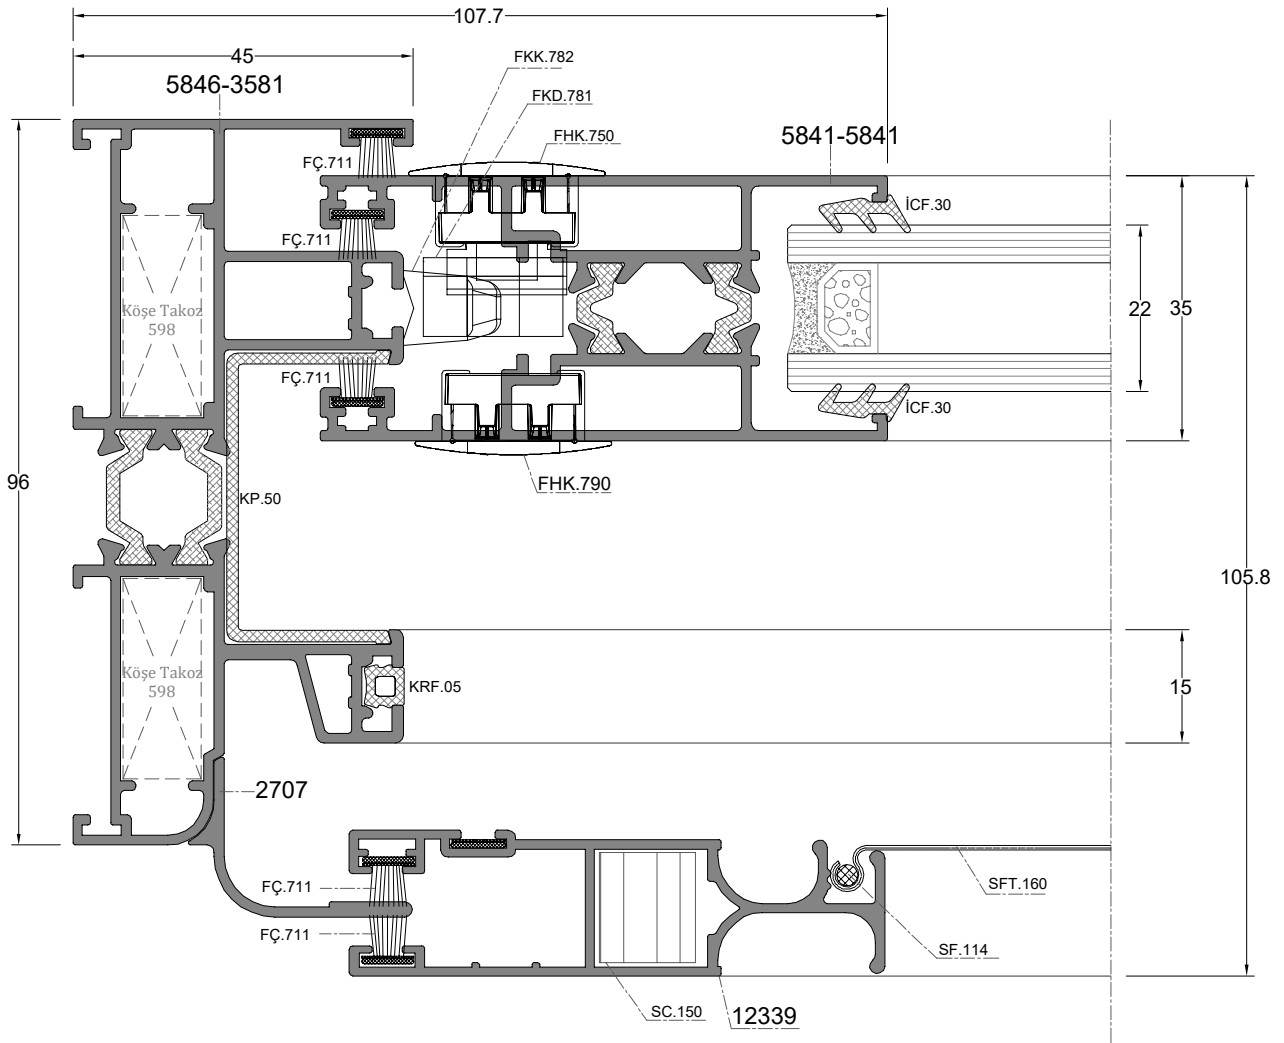 107.7
45
5846-3581
FKK.782
FKD.781
FHK.750
5841-5841
FÇ.711
İCF.30
FÇ.711
Köşe Takoz
598
22
35
FÇ.711
İCF.30
96
FHK.790
KP.50
105.8
Köşe Takoz
598
KRF.05
15
2707
FÇ.711
SFT.160
FÇ.711
SF.114
SC.150
12339